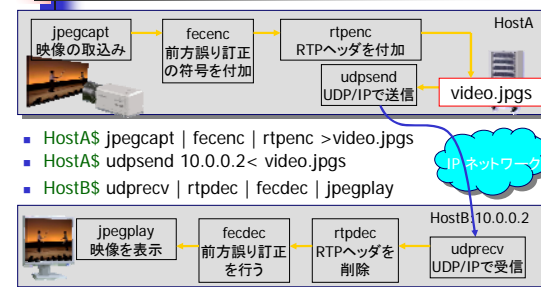 HostA
jpegcapt
映像の取込み
fecenc
前方誤り訂正
の符号を付加
rtpenc
RTPヘッダを付加
udpsend
UDP/IPで送信
video.jpgs
HostA$ jpegcapt | fecenc | rtpenc >video.jpgs
HostA$ udpsend 10.0.0.2< video.jpgs
HostB$ udprecv | rtpdec | fecdec | jpegplay
IP ネットワーク
HostB:10.0.0.2
jpegplay
映像を表示
fecdec
前方誤り訂正
を行う
rtpdec
RTPヘッダを
削除
udprecv
UDP/IPで受信